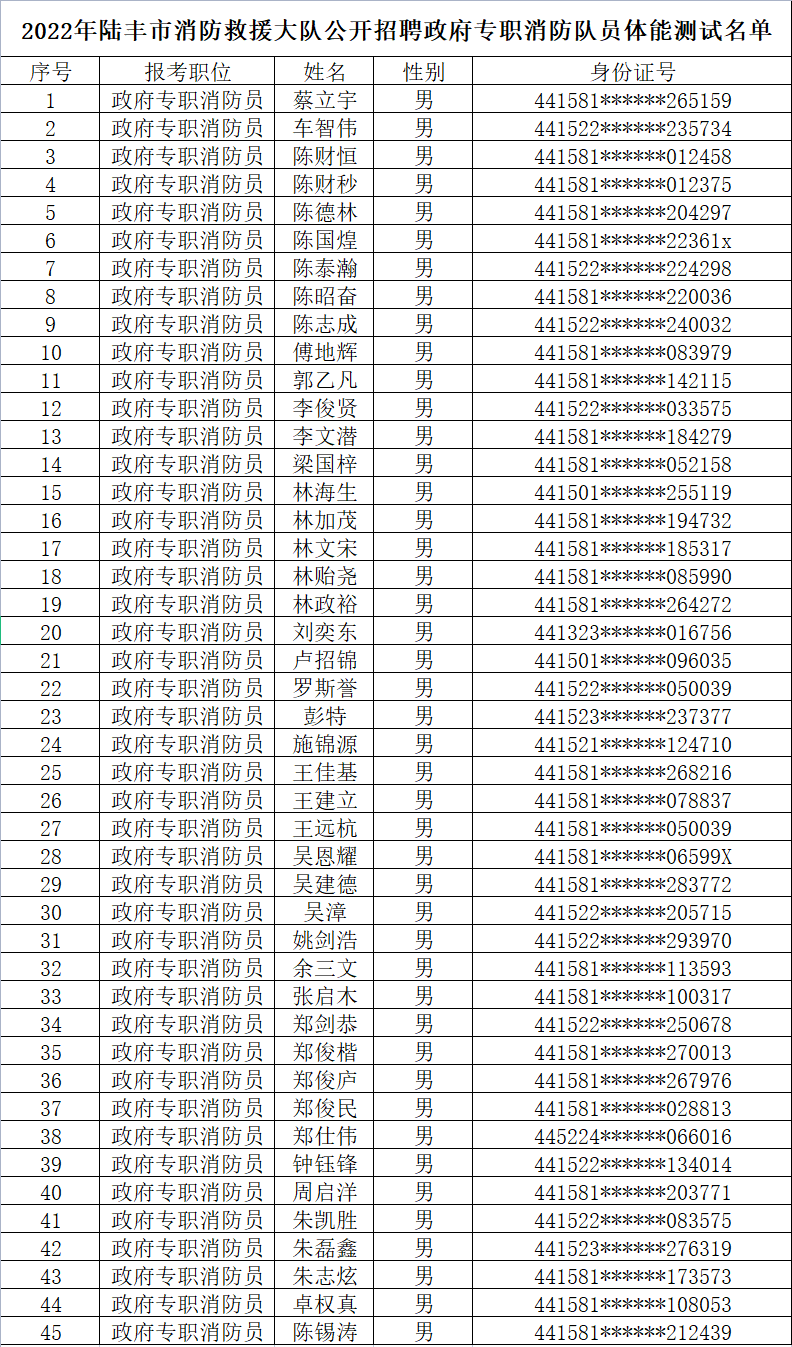 2022年陆丰市消防救援大队公开招聘政府专职消防队员体能测试名单
序号 报考职位 姓名 性别 身份证号
1 政府专职消防员 蔡立宇 男 441581******265159
2 政府专职消防员 车智伟 男 441522******235734
3 政府专职消防员 陈财恒 男 441581******012458
4 政府专职消防员 陈财秒 男 441581******012375
5 政府专职消防员 陈德林 男 441581******204297
6 政府专职消防员 陈国煌 男 441581******22361x
7 政府专职消防员 陈泰瀚 男 441522******224298
8 政府专职消防员 陈昭奋 男 441581******220036
9 政府专职消防员 陈志成 男 441522******240032
10 政府专职消防员 傅地辉 男 441581******083979
11 政府专职消防员 郭乙凡 男 441581******142115
12 政府专职消防员 李俊贤 男 441522******033575
13 政府专职消防员 李文潜 男 441581******184279
14 政府专职消防员 梁国梓 男 441581******052158
15 政府专职消防员 林海生 男 441501******255119
16 政府专职消防员 林加茂 男 441581******194732
17 政府专职消防员 林文宋 男 441581******185317
18 政府专职消防员 林贻尧 男 441581******085990
19 政府专职消防员 林政裕 男 441581******264272
20 政府专职消防员 刘奕东 男 441323******016756
21 政府专职消防员 卢招锦 男 441501******096035
22 政府专职消防员 罗斯誉 男 441522******050039
23 政府专职消防员 彭特 男 441523******237377
24 政府专职消防员 施锦源 男 441521******124710
25 政府专职消防员 王佳基 男 441581******268216
26 政府专职消防员 王建立 男 441581******078837
27 政府专职消防员 王远杭 男 441581******050039
28 政府专职消防员 吴恩耀 男 441581******06599X
29 政府专职消防员 吴建德 男 441581******283772
30 政府专职消防员 吴漳 男 441522******205715
31 政府专职消防员 姚剑浩 男 441522******293970
32 政府专职消防员 余三文 男 441581******113593
33 政府专职消防员 张启木 男 441581******100317
34 政府专职消防员 郑剑恭 男 441522******250678
35 政府专职消防员 郑俊楷 男 441581******270013
36 政府专职消防员 郑俊庐 男 441581******267976
37 政府专职消防员 郑俊民 男 441581******028813
38 政府专职消防员 郑仕伟 男 445224******066016
39 政府专职消防员 钟钰锋 男 441522******134014
40 政府专职消防员 周启洋 男 441581******203771
41 政府专职消防员 朱凯胜 男 441522******083575
42 政府专职消防员 朱磊鑫 男 441523******276319
43 政府专职消防员 朱志炫 男 441581******173573
44 政府专职消防员 卓权真 男 441581******108053
45 政府专职消防员 陈锡涛 男 441581******212439